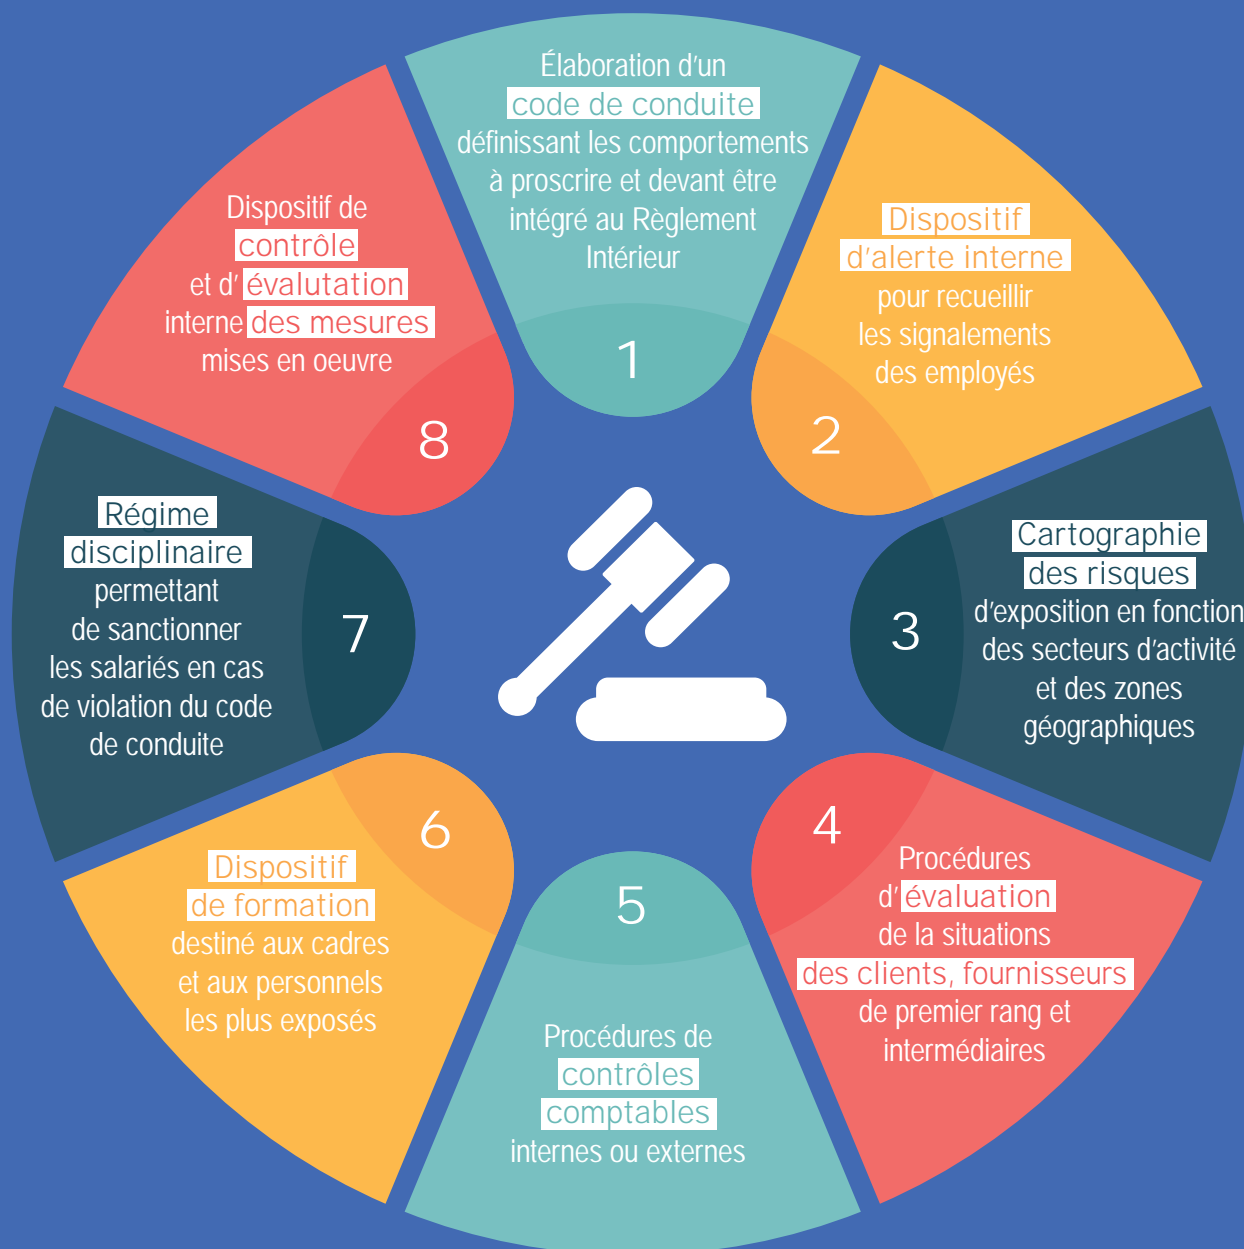 Élaboration d'un
code de conduite
définissant les comportements
à proscrire et devant être
intégré au Règlement
Intérieur
1
Dispositif
d'alerte interne
pour recueillir
les signalements
des employés
2
Cartographie
des risques
d'exposition en fonction
des secteurs d'activité
et des zones
géographiques
3
4
Procédures
d'évaluation
de la situations
des clients, fournisseurs
de premier rang et
intermédiaires
5
Procédures de
contrôles
comptables
internes ou externes
6
Dispositif
de formation
destiné aux cadres
et aux personnels
les plus exposés
7
Régime
disciplinaire
permettant
de sanctionner
les salariés en cas
de violation du code
de conduite
Dispositif de
contrôle
et d' évalutation
interne des mesures
mises en oeuvre
8